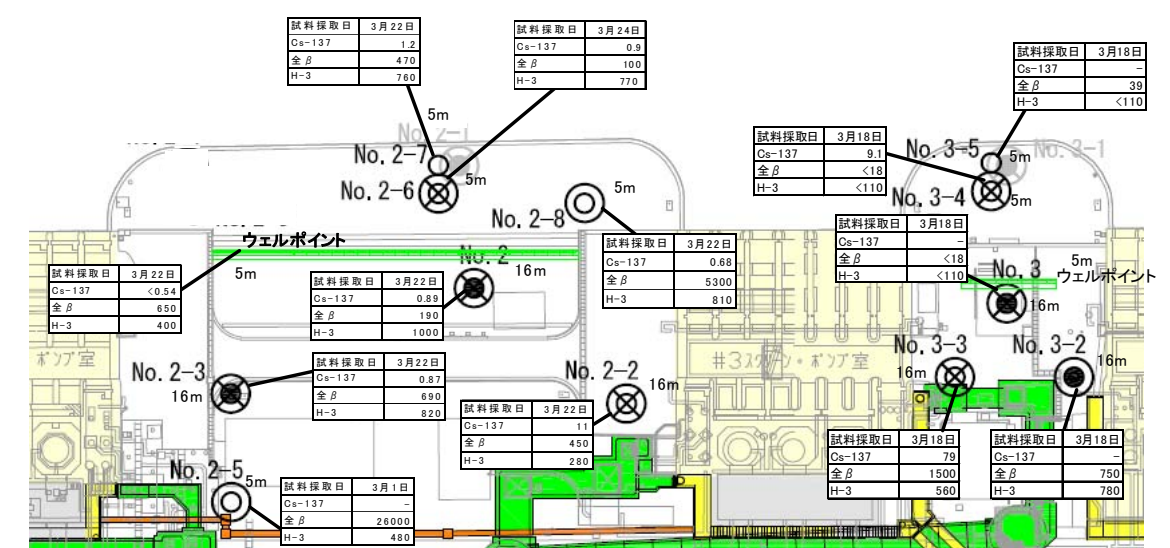 試料採取日 3月22日
Cs-137 1.2
全β 470
H-3 760
試料採取日 3月24日
Cs-137 0.9
全β 100
H-3 770
試料採取日 3月18日
Cs-137 -
全β 39
H-3 <110
5m
No. 2-1
No. 2-7
No. 2-6
5m
No. 2-8
5m
試料採取日 3月18日
Cs-137 9.1
全β <18
H-3 <110
No. 3-5
5m
No. 3-1
No. 3-4
5m
ウェルポイント
5m
No. 2
16m
試料採取日 3月22日
Cs-137 <0.54
全β 650
H-3 400
試料採取日 3月22日
Cs-137 0.89
全β 190
H-3 1000
試料採取日 3月22日
Cs-137 0.68
全β 5300
H-3 810
試料採取日 3月18日
Cs-137 -
全β <18
H-3 <110
No. 3
16m
5m
ウェルポイント
ポンプ室
No. 2-3
16m
試料採取日 3月22日
Cs-137 0.87
全β 690
H-3 820
No. 2-2
16m
試料採取日 3月22日
Cs-137 11
全β 450
H-3 280
#3スクリーン・ポンプ室
No. 3-3
16m
No. 3-2
16m
試料採取日 3月18日
Cs-137 79
全β 1500
H-3 560
試料採取日 3月18日
Cs-137 -
全β 750
H-3 780
No. 2-5
5m
試料採取日 3月1日
Cs-137 -
全β 26000
H-3 480